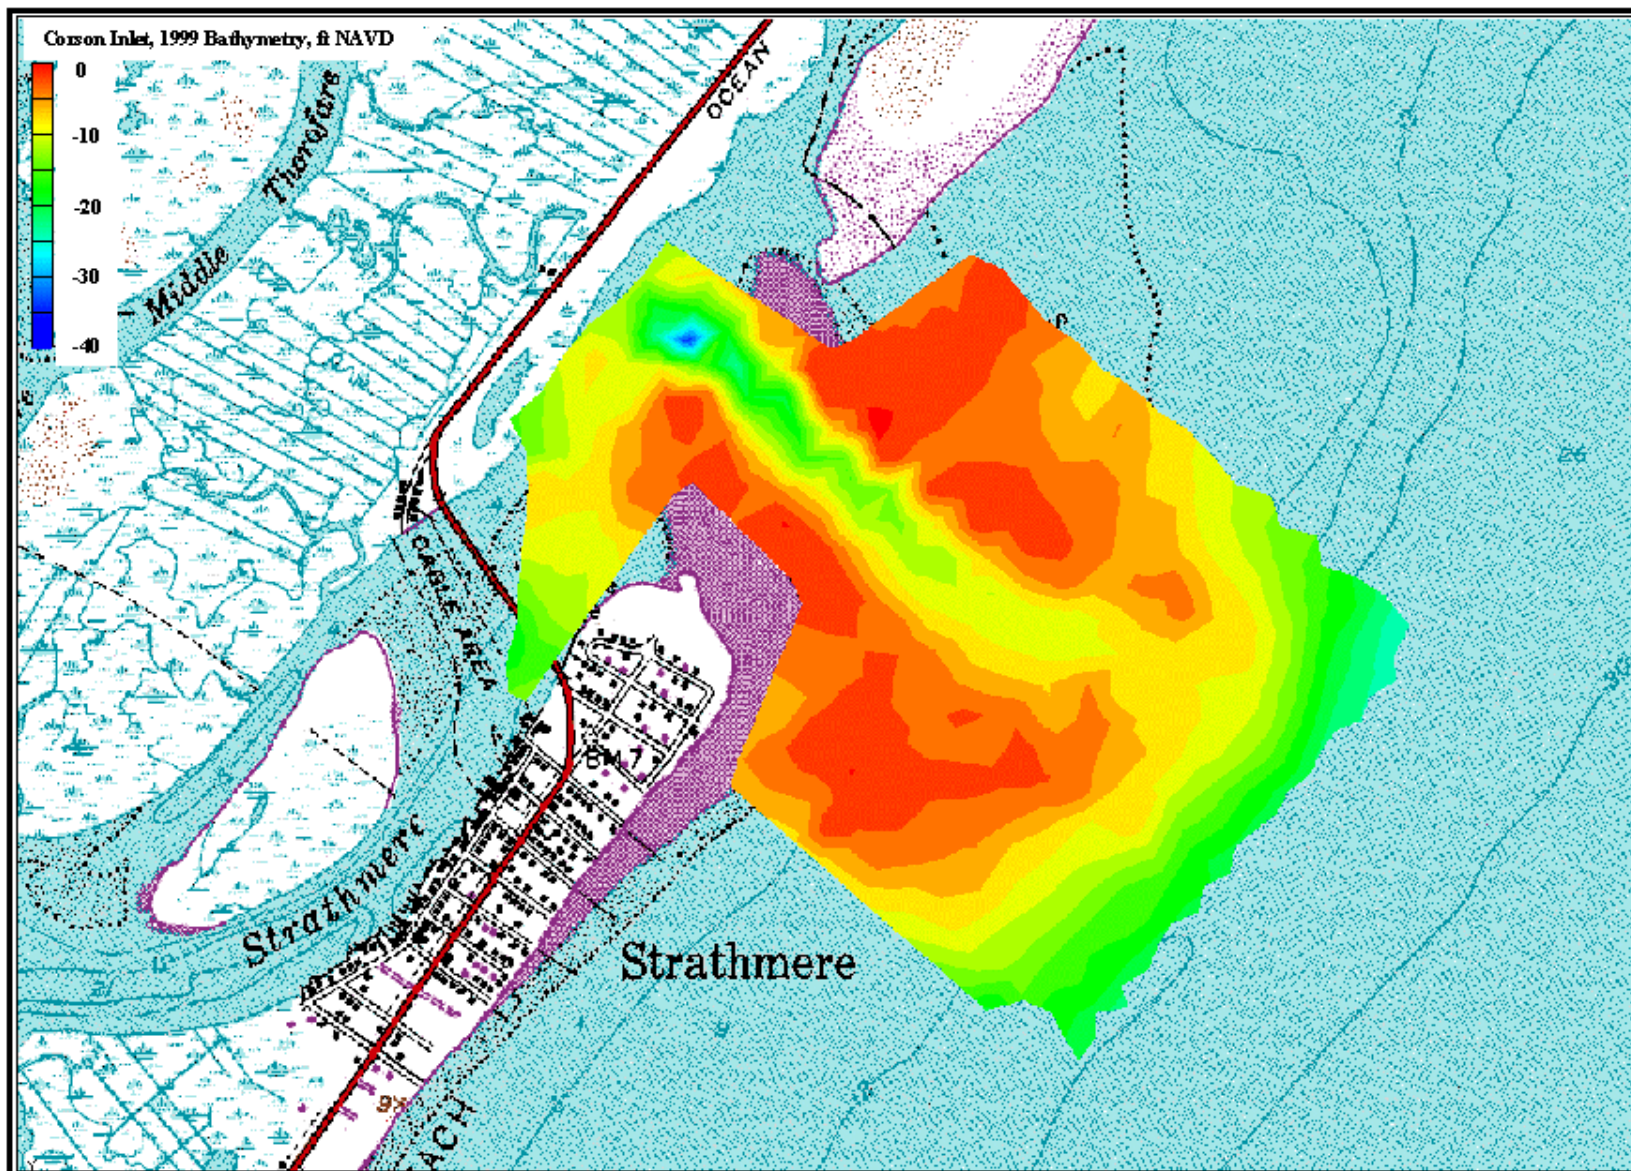 Corson Inlet, 1999 Bathymetry, ft NAVD
0
-10
-20
-30
-40
OCEAN
Middle
Thorofare
CABLE
AREA
BM 7
Strathmere
Strathmere
26
ACH